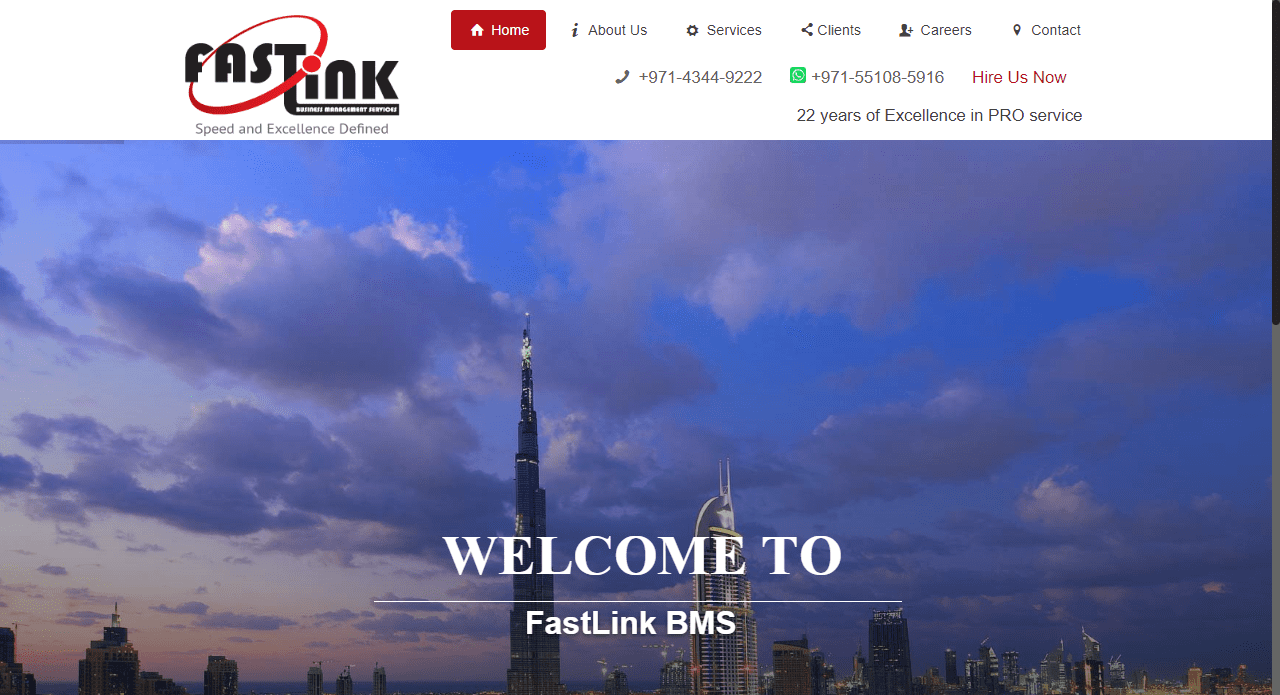 FASTLINK
BUSINESS MANAGEMENT SERVICES
Speed and Excellence Defined
Home
About Us
Services
Clients
Careers
Contact
+971-4344-9222
+971-55108-5916
Hire Us Now
22 years of Excellence in PRO service
WELCOME TO
FastLink BMS